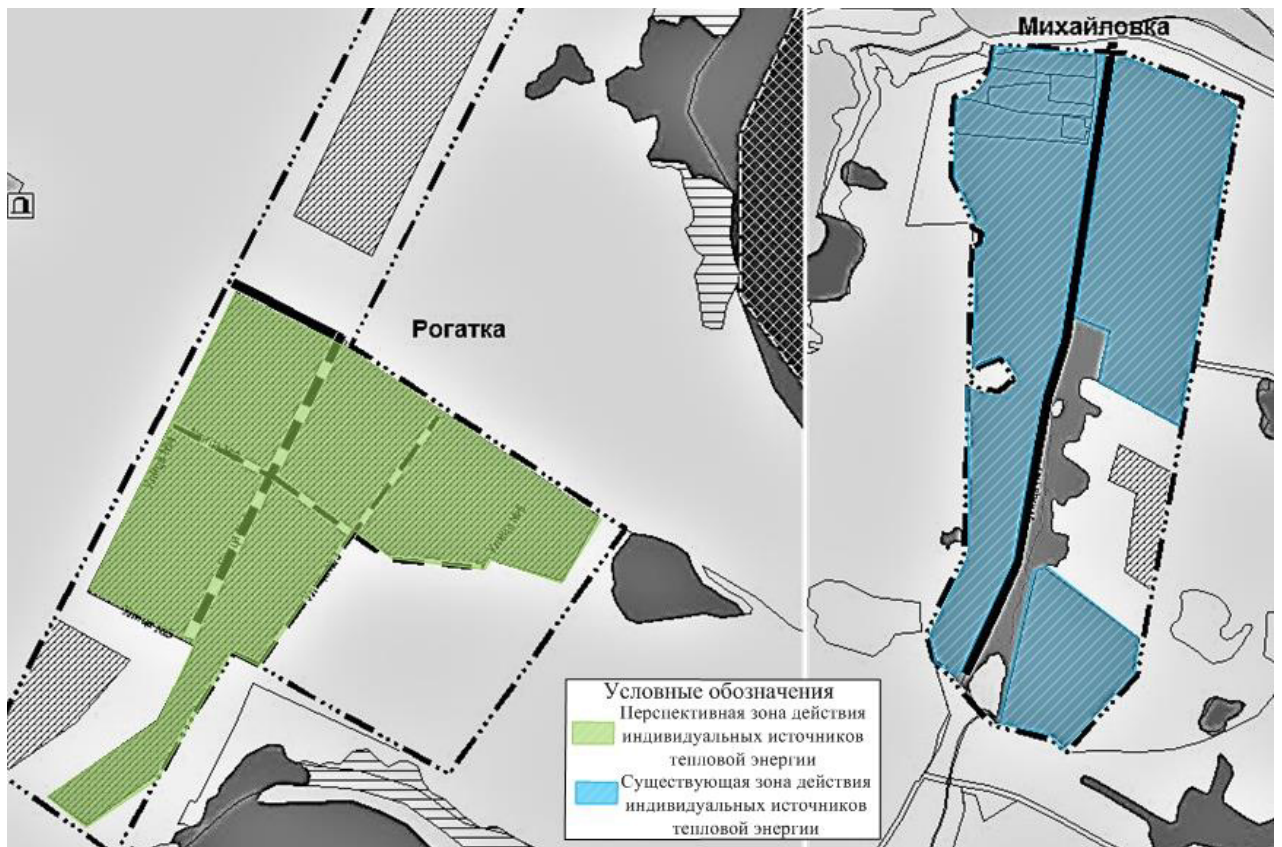 Михайловка
Рогатка
Условные обозначения
Перспективная зона действия
индивидуальных источников
тепловой энергии
Существующая зона действия
индивидуальных источников
тепловой энергии